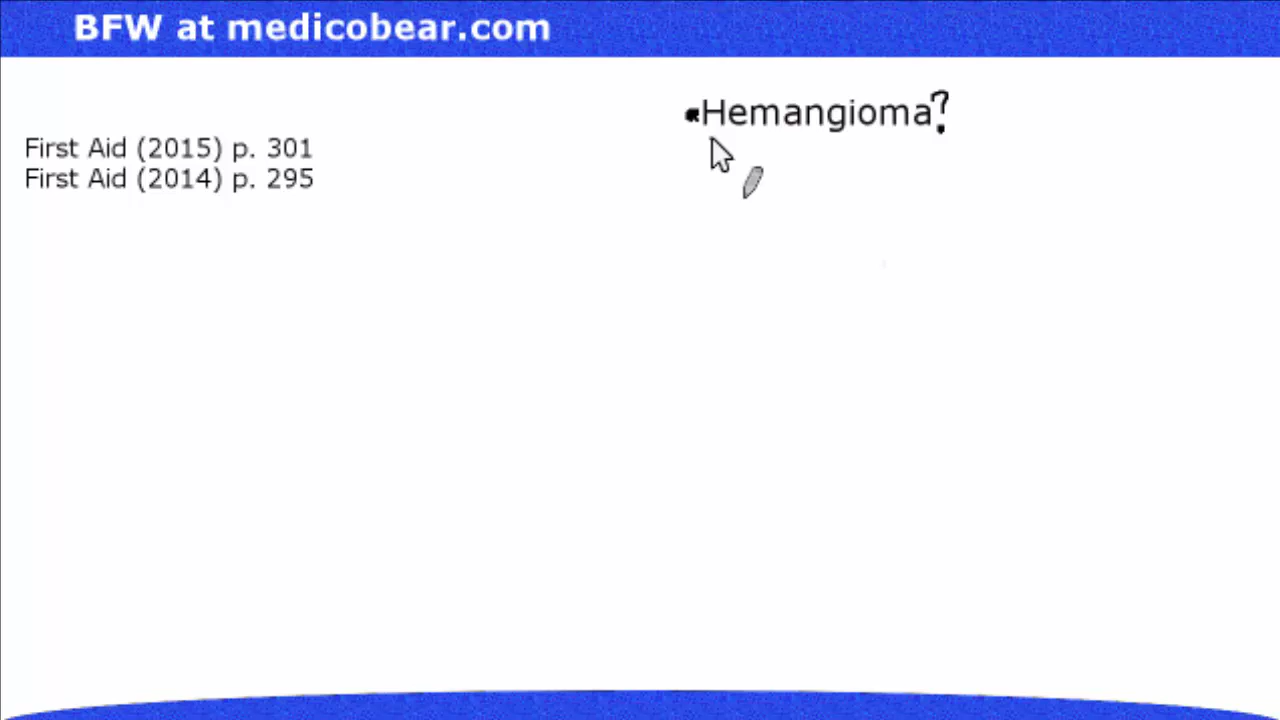 BFW at medicobear.com
Hemangioma?
First Aid (2015) p. 301
First Aid (2014) p. 295